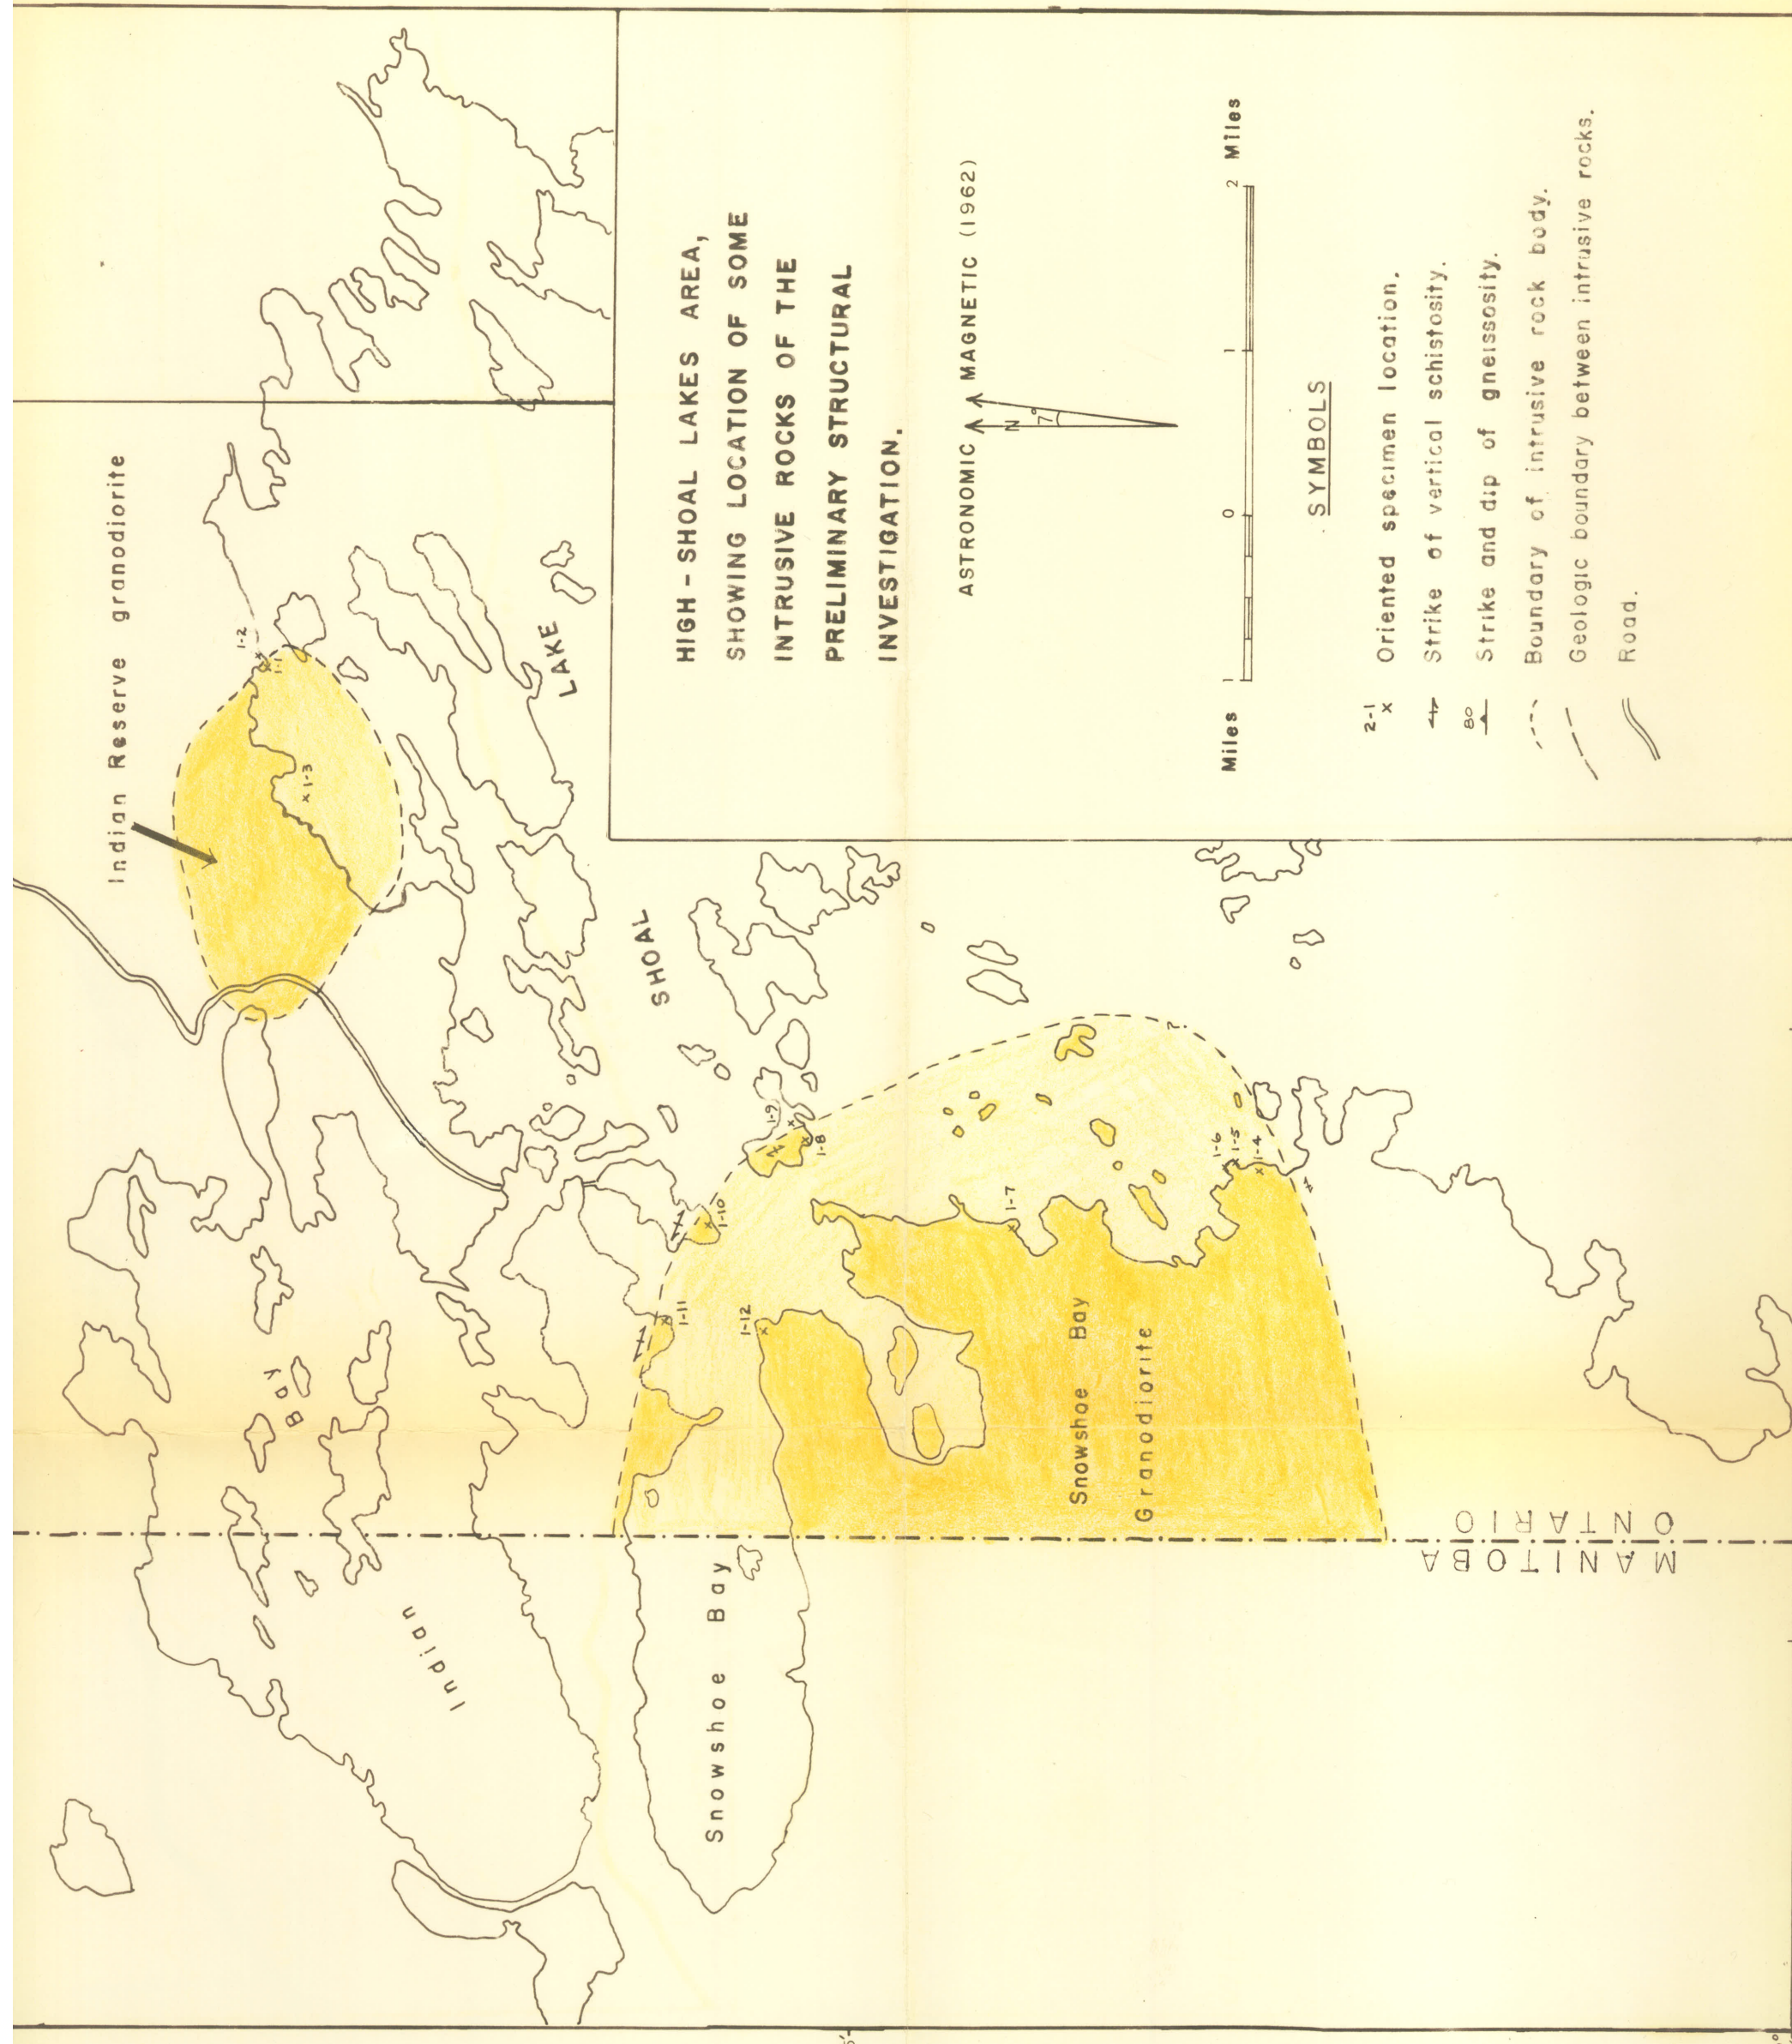 Indian Reserve granodiorite
1-2
1-1
x 1-3
LAKE
SHOAL
Bay
Indian
1-9
1-8
1-10
1-11
1-12
1-7
1-6
1-5
1-4
?
Snowshoe Bay
Snowshoe Bay
Granodiorite
ONTARIO
MANITOBA
HIGH-SHOAL LAKES AREA,
SHOWING LOCATION OF SOME
INTRUSIVE ROCKS OF THE
PRELIMINARY STRUCTURAL
INVESTIGATION.
ASTRONOMIC MAGNETIC (1962)
N
7°
Miles 1 0 1 2 Miles
SYMBOLS
2-1
x Oriented specimen location.
Strike of vertical schistosity.
80
Strike and dip of gneissosity.
Boundary of intrusive rock body.
Geologic boundary between intrusive rocks.
Road.